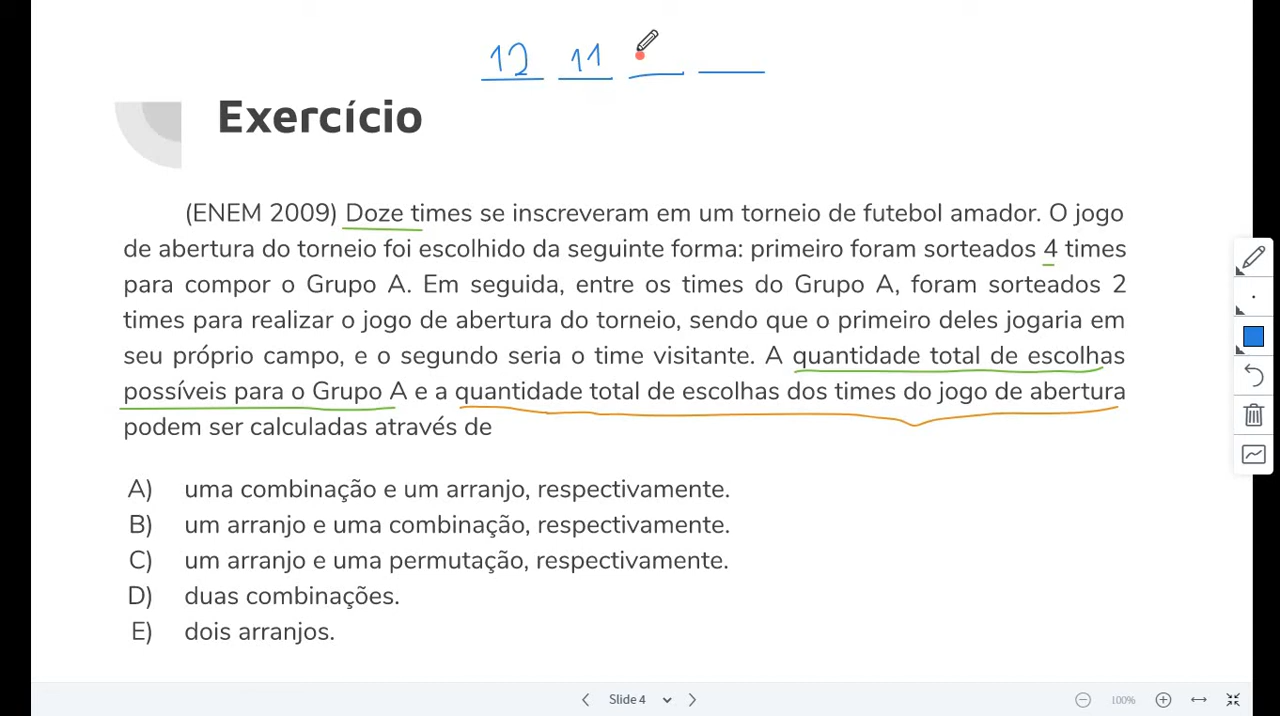 12 11
Exercício
(ENEM 2009) Doze times se inscreveram em um torneio de futebol amador. O jogo
de abertura do torneio foi escolhido da seguinte forma: primeiro foram sorteados 4 times
para compor o Grupo A. Em seguida, entre os times do Grupo A, foram sorteados 2
times para realizar o jogo de abertura do torneio, sendo que o primeiro deles jogaria em
seu próprio campo, e o segundo seria o time visitante. A quantidade total de escolhas
possíveis para o Grupo A e a quantidade total de escolhas dos times do jogo de abertura
podem ser calculadas através de
A) uma combinação e um arranjo, respectivamente.
B) um arranjo e uma combinação, respectivamente.
C) um arranjo e uma permutação, respectivamente.
D) duas combinações.
E) dois arranjos.
Slide 4
100%